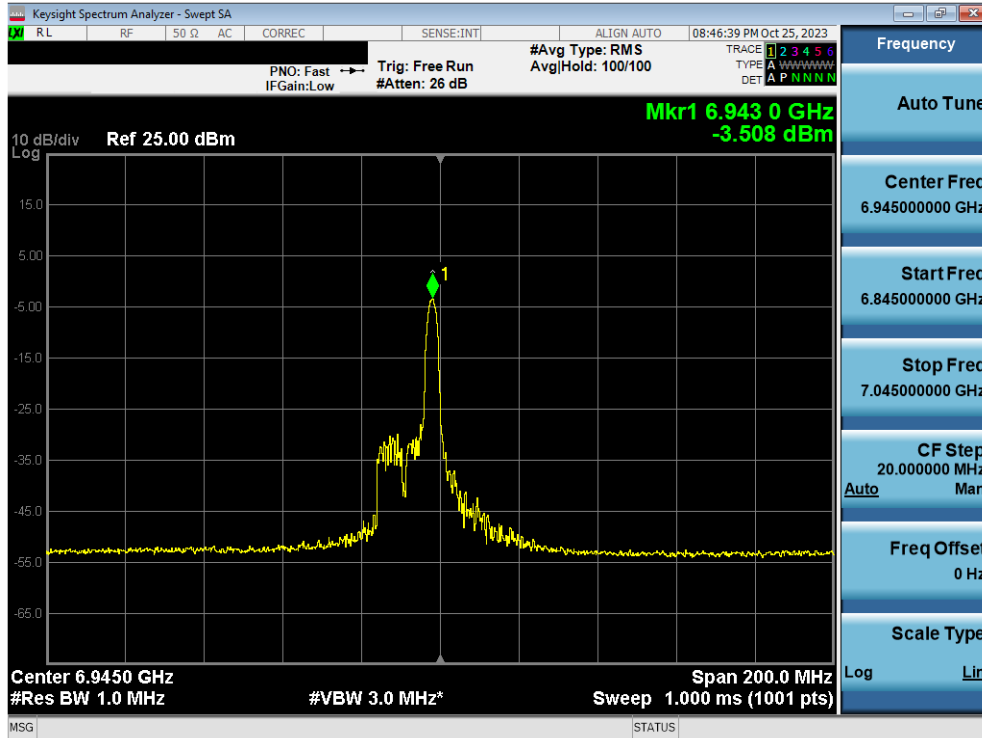 Keysight Spectrum Analyzer - Swept SA
LXI RL RF 50 Ω AC CORREC SENSE:INT ALIGN AUTO 08:46:39 PM Oct 25, 2023
PNO: Fast
IFGain:Low
Trig: Free Run
#Atten: 26 dB
#Avg Type: RMS
Avg|Hold: 100/100
TRACE 1 2 3 4 5 6
TYPE A WWWWW
DET A P N N N N
Mkr1 6.943 0 GHz
-3.508 dBm
10 dB/div Ref 25.00 dBm
Log
15.0
5.00
-5.00
-15.0
-25.0
-35.0
-45.0
-55.0
-65.0
1
Center 6.9450 GHz Span 200.0 MHz
#Res BW 1.0 MHz #VBW 3.0 MHz* Sweep 1.000 ms (1001 pts)
MSG STATUS
Frequency
Auto Tune
Center Freq
6.945000000 GHz
Start Freq
6.845000000 GHz
Stop Freq
7.045000000 GHz
CF Step
20.000000 MHz
Auto Man
Freq Offset
0 Hz
Scale Type
Log Lin